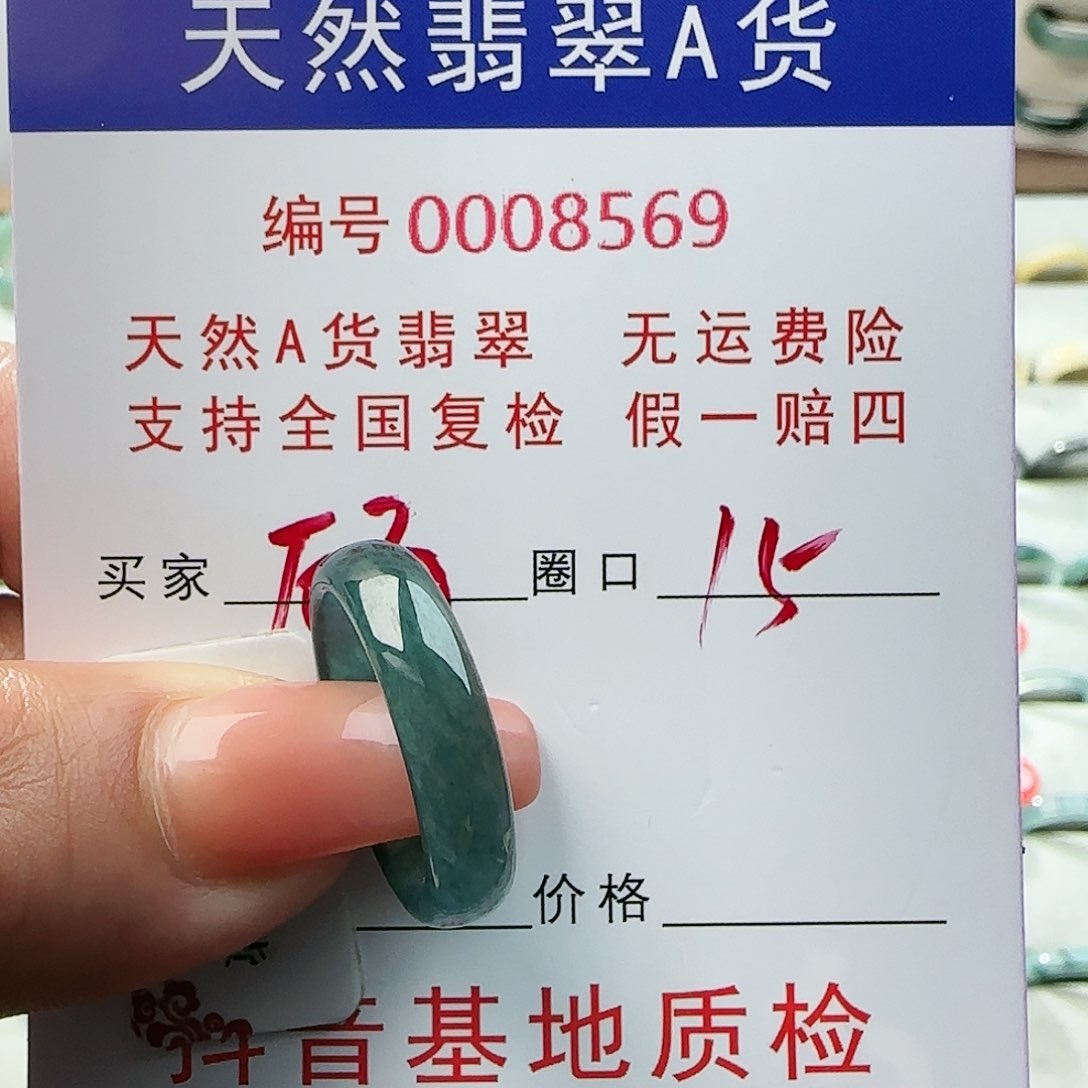 天然翡翠A货
编号0008569
天然A货翡翠 无运费险
支持全国复检 假一赔四
买家 圈口 15
价格
抖音基地质检